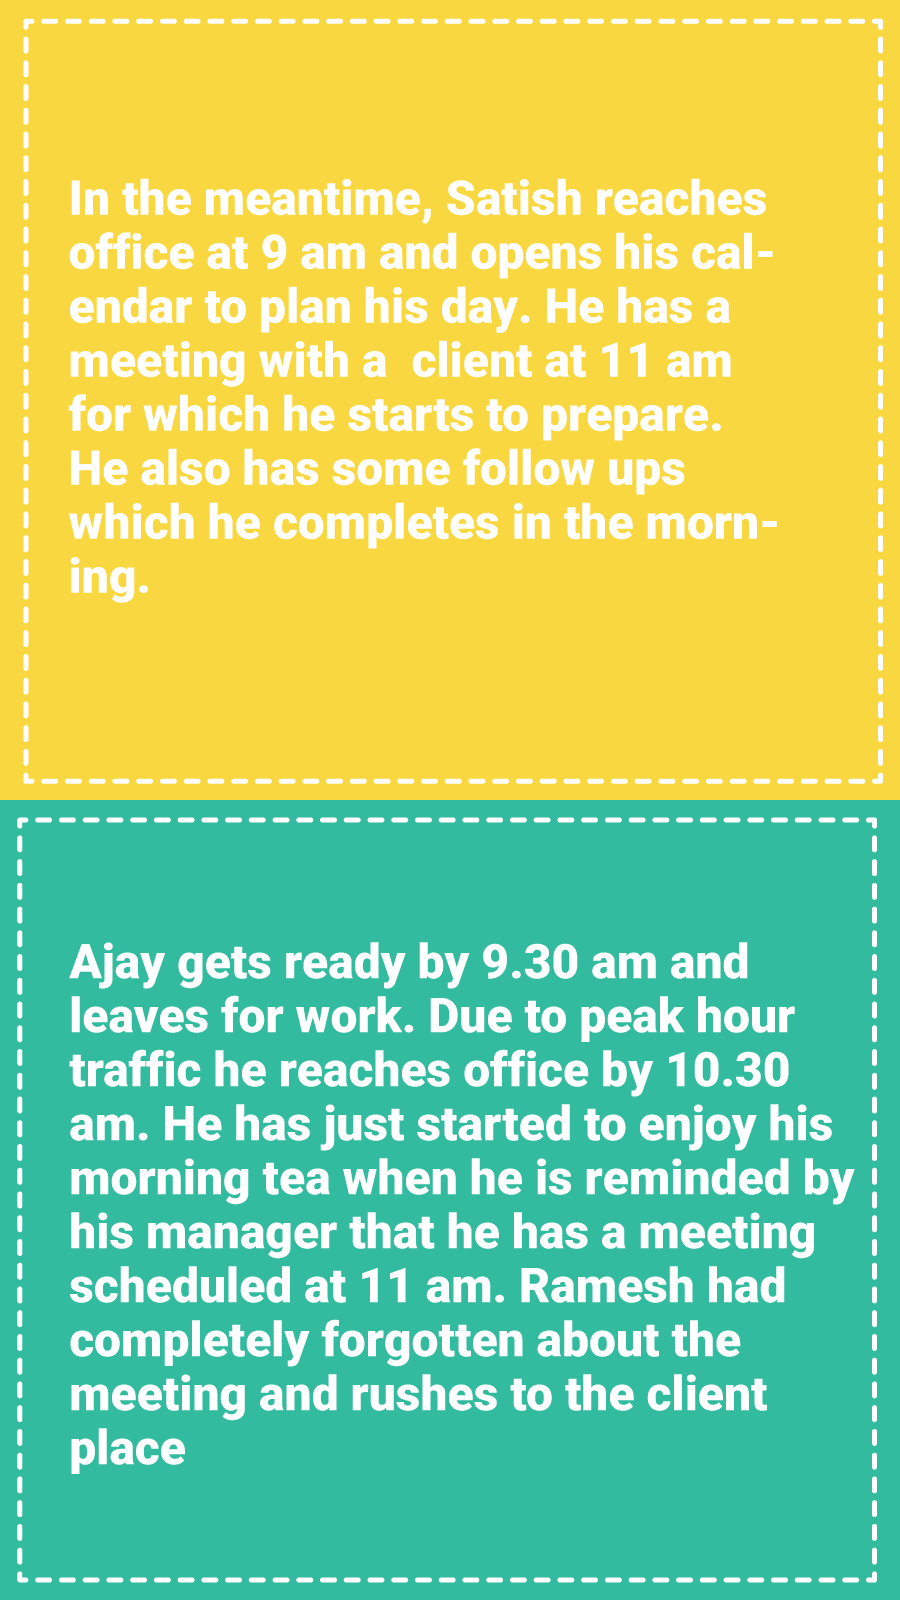 In the meantime, Satish reaches
office at 9 am and opens his cal-
endar to plan his day. He has a
meeting with a  client at 11 am
for which he starts to prepare.
He also has some follow ups
which he completes in the morn-
ing.
Ajay gets ready by 9.30 am and
leaves for work. Due to peak hour
traffic he reaches office by 10.30
am. He has just started to enjoy his
morning tea when he is reminded by
his manager that he has a meeting
scheduled at 11 am. Ramesh had
completely forgotten about the
meeting and rushes to the client
place